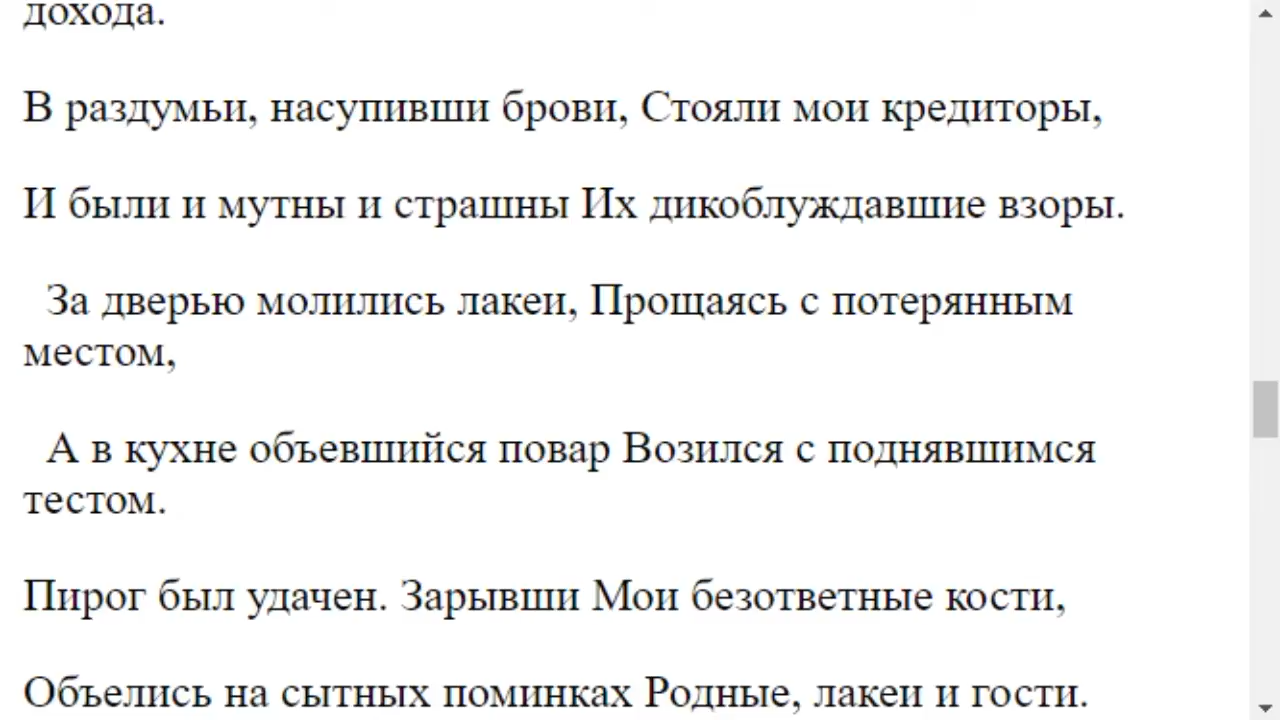 дохода.
В раздумьи, насупивши брови, Стояли мои кредиторы,
И были и мутны и страшны Их дикоблуждавшие взоры.
За дверью молились лакеи, Прощаясь с потерянным
местом,
А в кухне объевшийся повар Возился с поднявшимся
тестом.
Пирог был удачен. Зарывши Мои безответные кости,
Объелись на сытных поминках Родные, лакеи и гости.